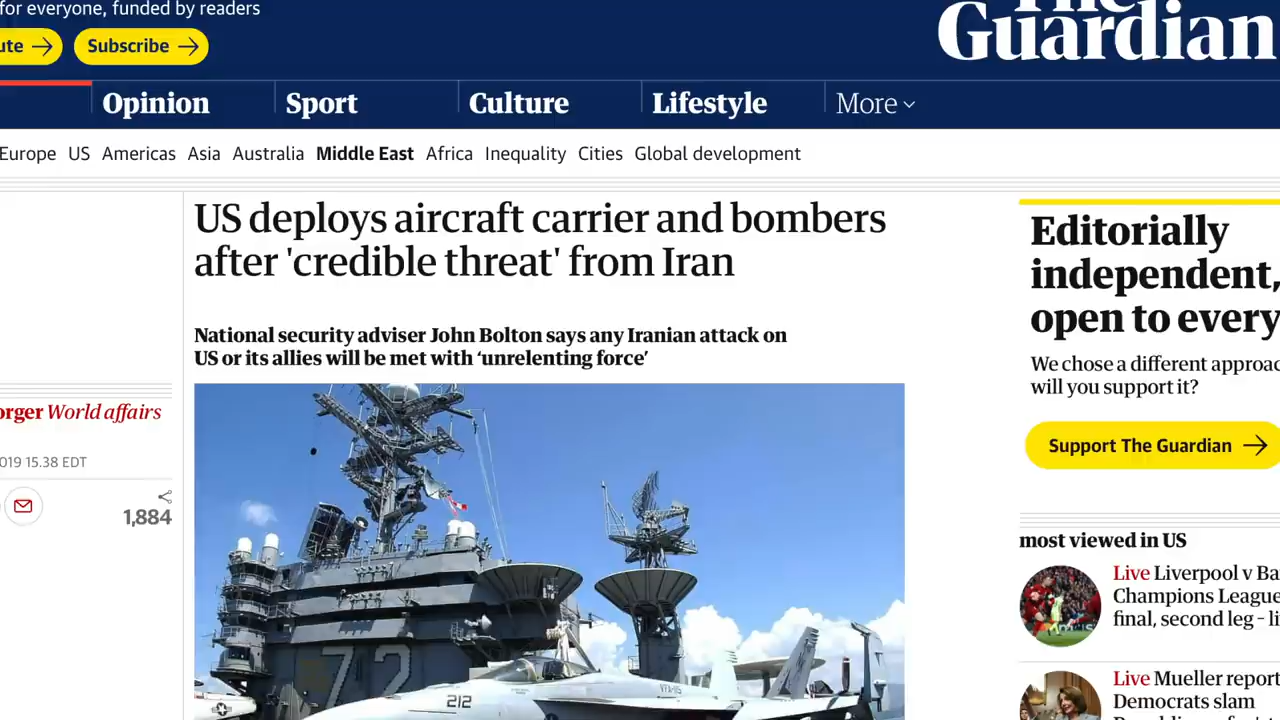 for everyone, funded by readers
Subscribe
The
Guardian
Opinion
Sport
Culture
Lifestyle
More
Europe US Americas Asia Australia Middle East Africa Inequality Cities Global development
US deploys aircraft carrier and bombers
after 'credible threat' from Iran
National security adviser John Bolton says any Iranian attack on
US or its allies will be met with ‘unrelenting force’
World affairs
15.38 EDT
1,884
72
212
Editorially
independent,
open to every
We chose a different approac
will you support it?
Support The Guardian
most viewed in US
Live Liverpool v Ba
Champions League
final, second leg – li
Live Mueller report
Democrats slam